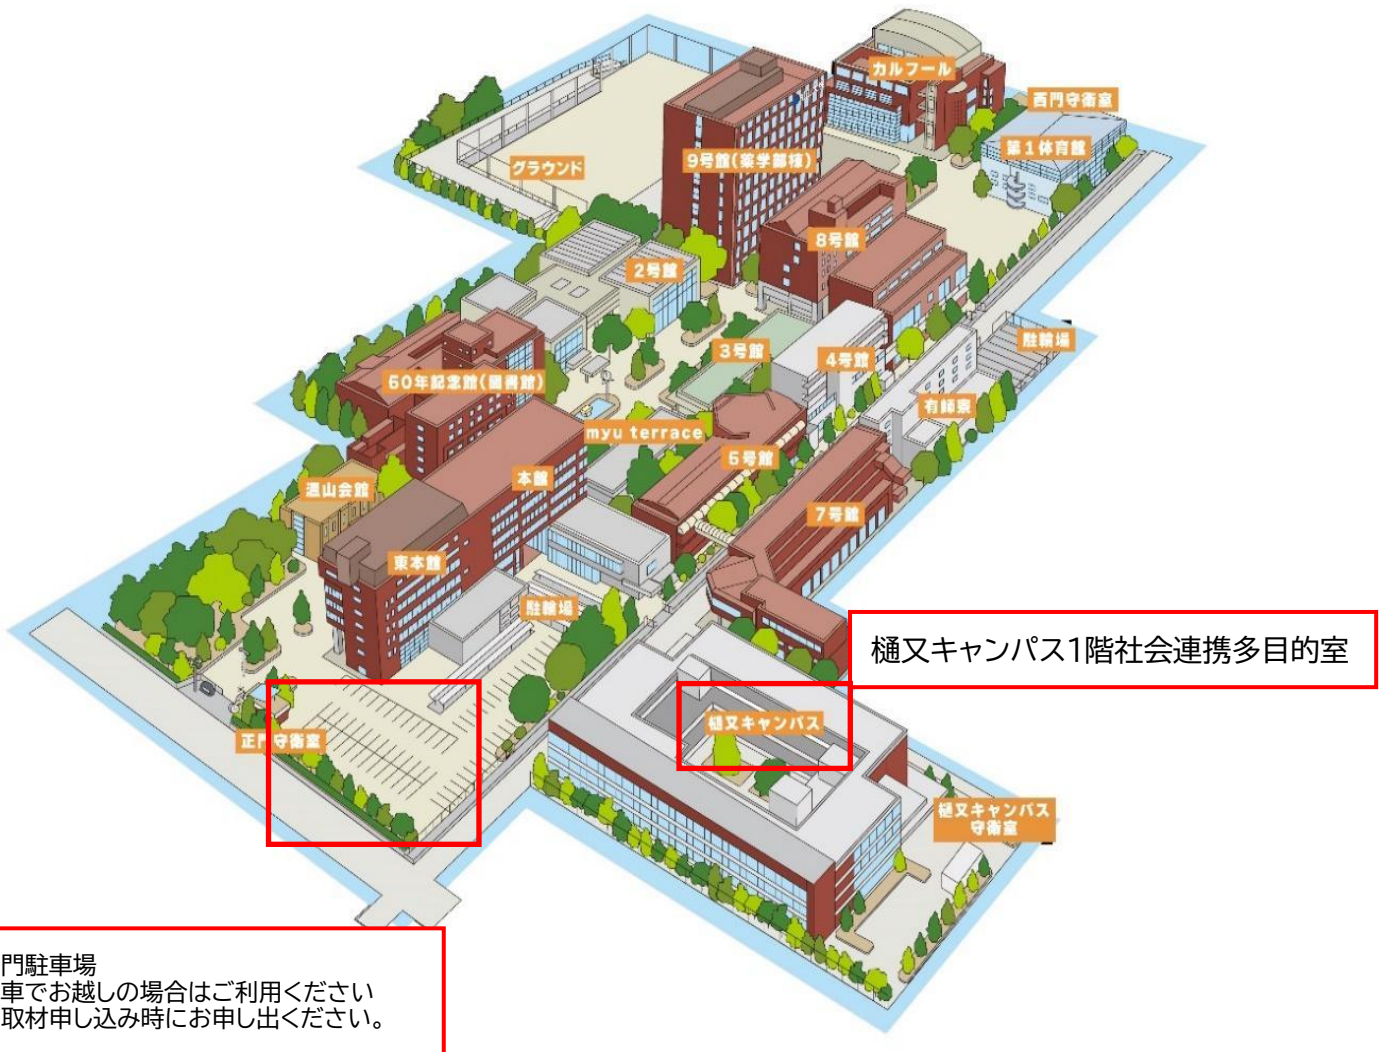 カルフール
西門守衛室
第1体育館
9号館(薬学部棟)
グラウンド
8号館
2号館
駐輪場
3号館
4号館
50年記念館(図書館)
有師寮
myu terrace
5号館
本館
温山会館
7号館
東本館
駐輪場
樋又キャンパス1階社会連携多目的室
樋又キャンパス
正門守衛室
樋又キャンパス
守衛室
門駐車場
車でお越しの場合はご利用ください
取材申し込み時にお申し出ください。